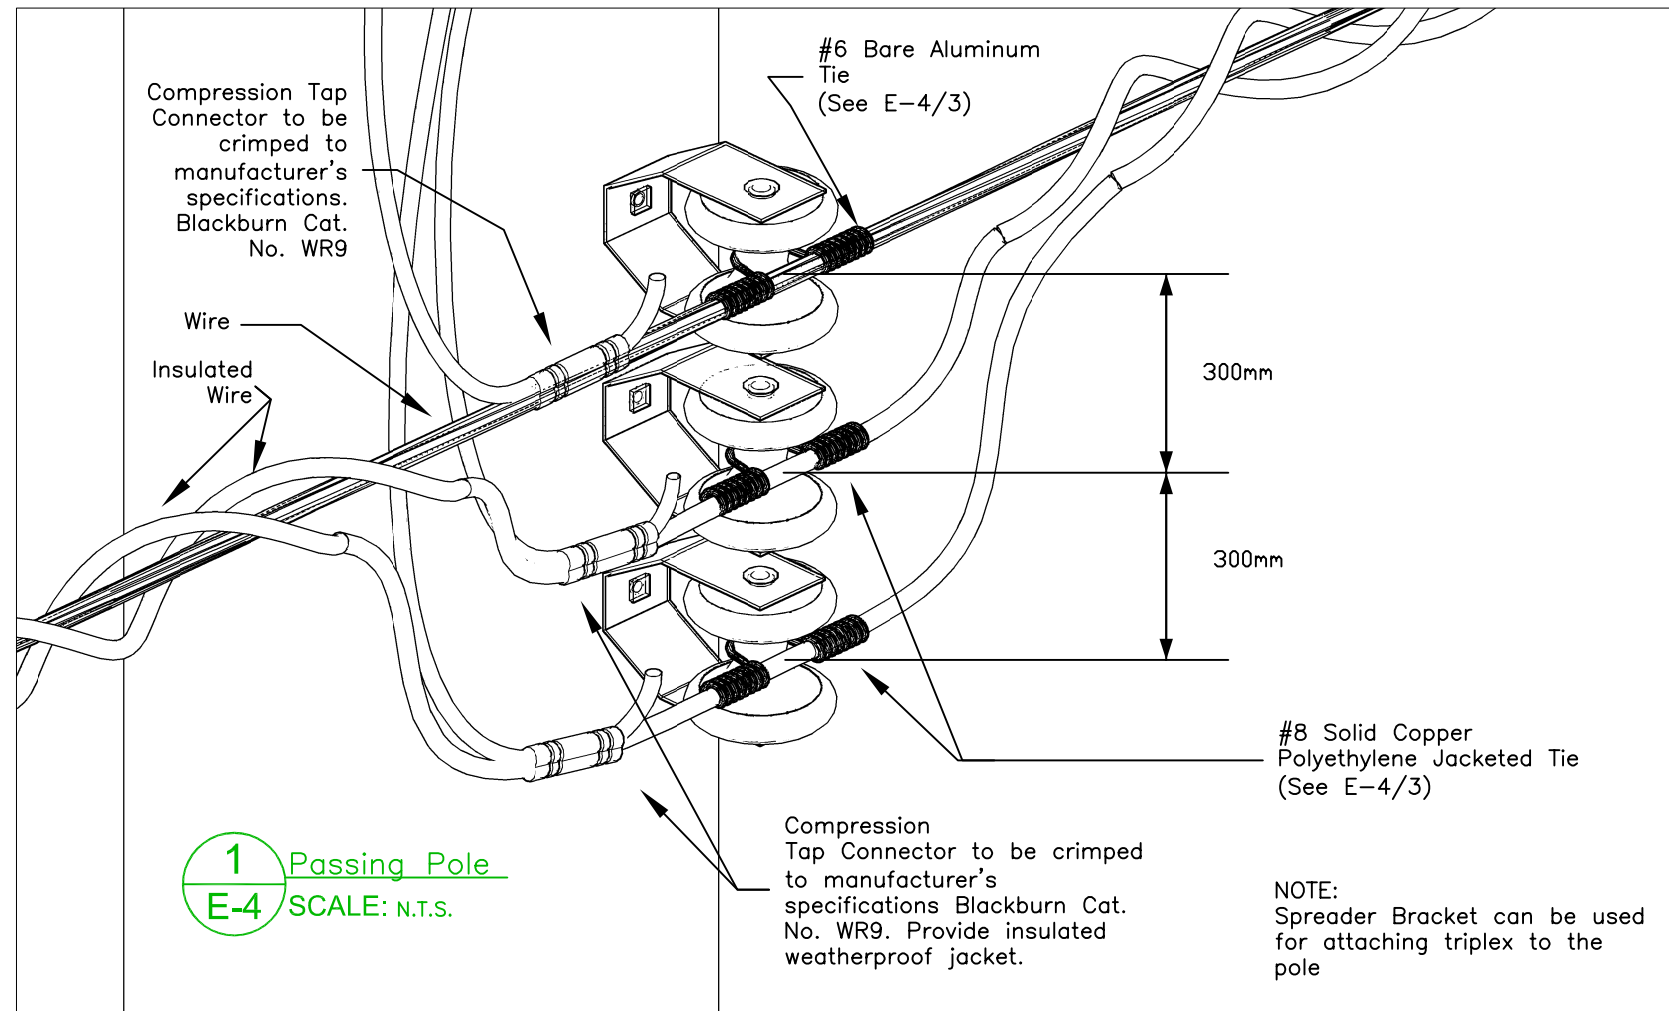 #6 Bare Aluminum
Tie
(See E-4/3)
Compression Tap
Connector to be
crimped to
manufacturer's
specifications.
Blackburn Cat.
No. WR9
Wire
Insulated
Wire
300mm
300mm
#8 Solid Copper
Polyethylene Jacketed Tie
(See E-4/3)
Compression
Tap Connector to be crimped
to manufacturer's
specifications Blackburn Cat.
No. WR9. Provide insulated
weatherproof jacket.
1
E-4
Passing Pole
SCALE: N.T.S.
NOTE:
Spreader Bracket can be used
for attaching triplex to the
pole